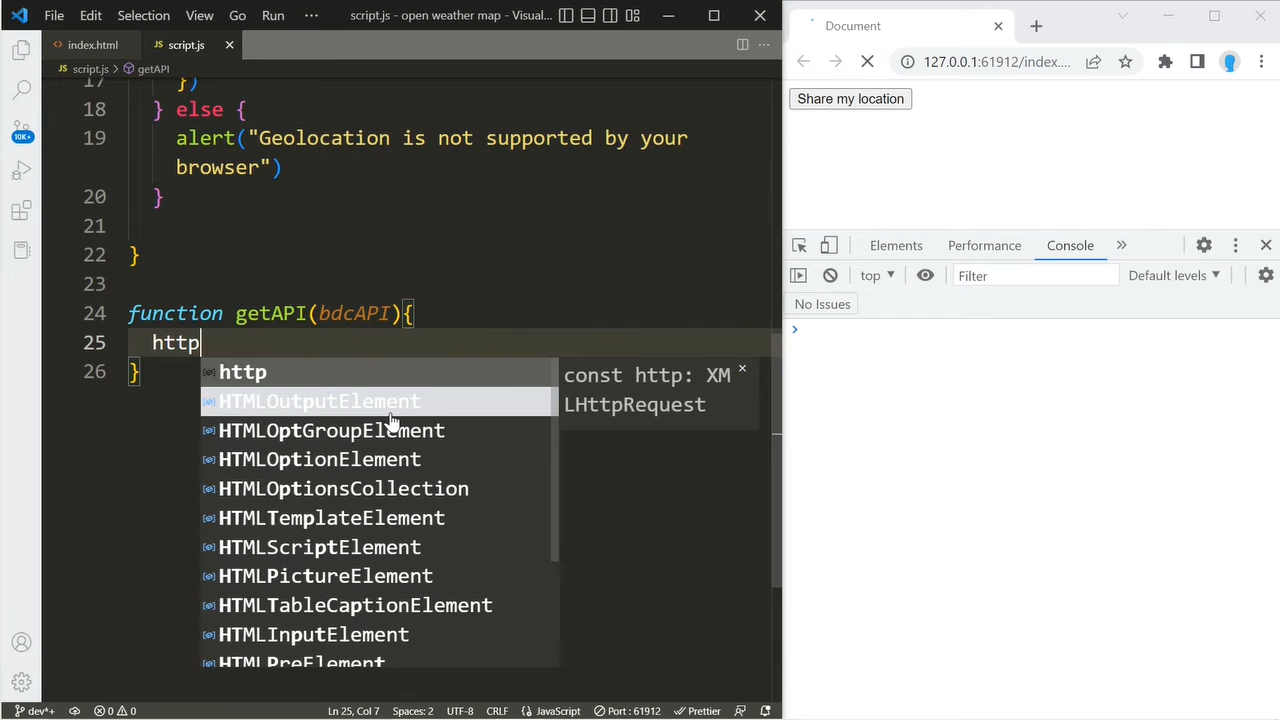 File Edit Selection View Go Run ··· script.js - open weather map - Visual...
index.html script.js
script.js > getAPI
17 })
18 } else {
19 alert("Geolocation is not supported by your
browser")
20 }
21
22 }
23
24 function getAPI(bdcAPI){
25 http
26 }
http
HTMLOutputElement
HTMLOptGroupElement
HTMLOptionElement
HTMLOptionsCollection
HTMLTemplateElement
HTMLScriptElement
HTMLPictureElement
HTMLTableCaptionElement
HTMLInputElement
HTMLPreElement
const http: XM
LHttpRequest
10K+
dev*+ 0 0 Ln 25, Col 7 Spaces: 2 UTF-8 CRLF JavaScript Port : 61912 Prettier
Document
127.0.0.1:61912/index....
Share my location
Elements Performance Console
top Filter Default levels
No Issues